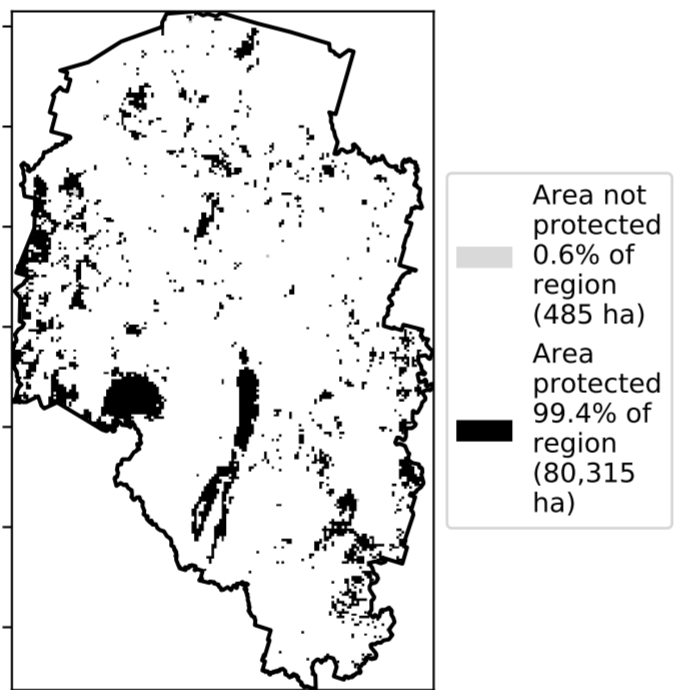 Area not
protected
0.6% of
region
(485 ha)
Area
protected
99.4% of
region
(80,315
ha)